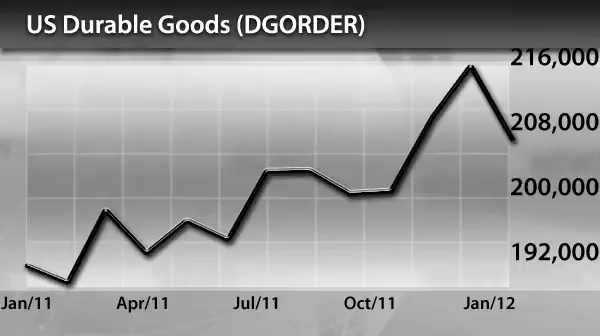 US Durable Goods (DGORDER)
216,000
208,000
200,000
192,000
Jan/11 Apr/11 Jul/11 Oct/11 Jan/12